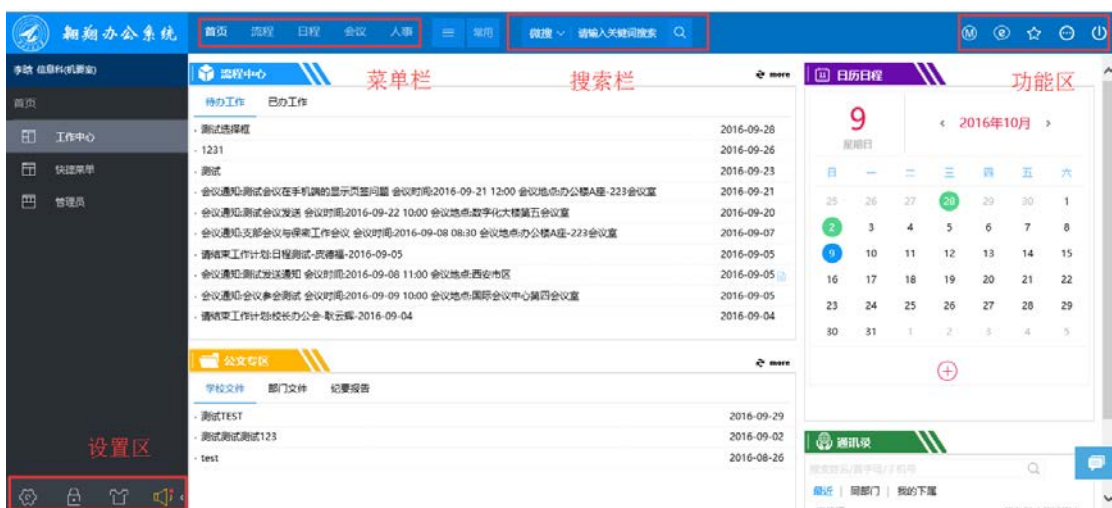 翱翔办公系统 首页 流程 日程 会议 人事 常用 微搜 请输入关键词搜索
信息科(机要室)
首页
工作中心
快捷菜单
管理员
设置区
流程中心 more
菜单栏 搜索栏 功能区
待办工作 已办工作
测试选择框 2016-09-28
1231 2016-09-26
测试 2016-09-23
会议通知:测试会议在手机端的显示页签问题 会议时间:2016-09-21 12:00 会议地点:办公楼A座-223会议室 2016-09-21
会议通知:测试会议发送 会议时间:2016-09-22 10:00 会议地点:数字化大楼第五会议室 2016-09-20
会议通知:支部会议与保密工作会议 会议时间:2016-09-08 08:30 会议地点:办公楼A座-223会议室 2016-09-07
请结束工作计划:日程测试-皮德福-2016-09-05 2016-09-05
会议通知:测试发送通知 会议时间:2016-09-08 11:00 会议地点:西安市区 2016-09-05
会议通知:会议参会测试 会议时间:2016-09-09 10:00 会议地点:国际会议中心第四会议室 2016-09-05
请结束工作计划:校长办公会-耿云辉-2016-09-04 2016-09-04
公文专区 more
学校文件 部门文件 纪要报告
测试TEST 2016-09-29
测试测试测试123 2016-09-02
test 2016-08-26
日历日程
9
星期日
2016年10月
日 一 二 三 四 五 六
25 26 27 28 29 30 1
2 3 4 5 6 7 8
9 10 11 12 13 14 15
16 17 18 19 20 21 22
23 24 25 26 27 28 29
30 31 1 2 3 4 5
通讯录
搜索姓名/首字母/手机号
最近 | 同部门 | 我的下属